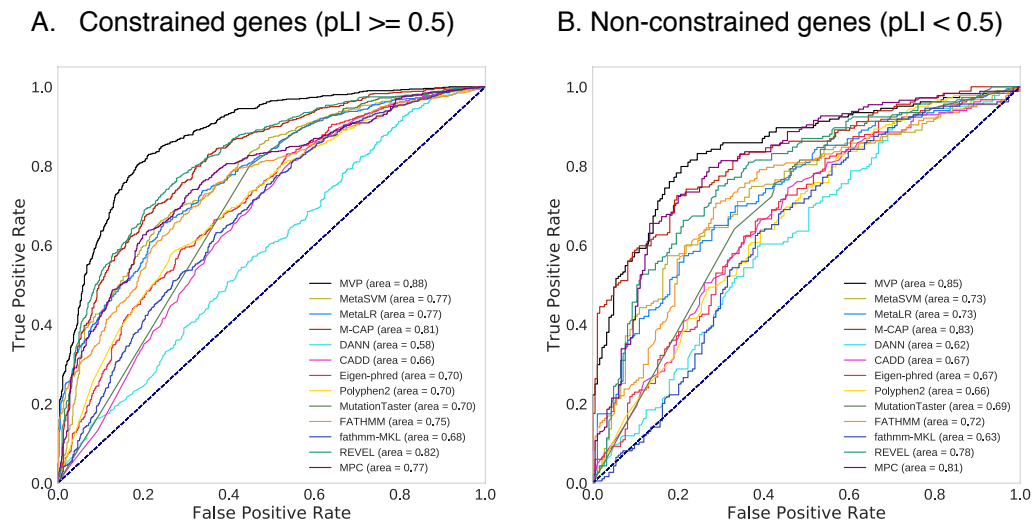 A. Constrained genes (pLI >= 0.5)
1.0
0.8
0.6
0.4
0.2
0.0
True Positive Rate
0.0 0.2 0.4 0.6 0.8 1.0
False Positive Rate
MVP (area = 0.88)
MetaSVM (area = 0.77)
MetaLR (area = 0.77)
M-CAP (area = 0.81)
DANN (area = 0.58)
CADD (area = 0.66)
Eigen-phred (area = 0.70)
Polyphen2 (area = 0.70)
MutationTaster (area = 0.70)
FATHMM (area = 0.75)
fathmm-MKL (area = 0.68)
REVEL (area = 0.82)
MPC (area = 0.77)
B. Non-constrained genes (pLI < 0.5)
1.0
0.8
0.6
0.4
0.2
0.0
True Positive Rate
0.0 0.2 0.4 0.6 0.8 1.0
False Positive Rate
MVP (area = 0.85)
MetaSVM (area = 0.73)
MetaLR (area = 0.73)
M-CAP (area = 0.83)
DANN (area = 0.62)
CADD (area = 0.67)
Eigen-phred (area = 0.67)
Polyphen2 (area = 0.66)
MutationTaster (area = 0.69)
FATHMM (area = 0.72)
fathmm-MKL (area = 0.63)
REVEL (area = 0.78)
MPC (area = 0.81)